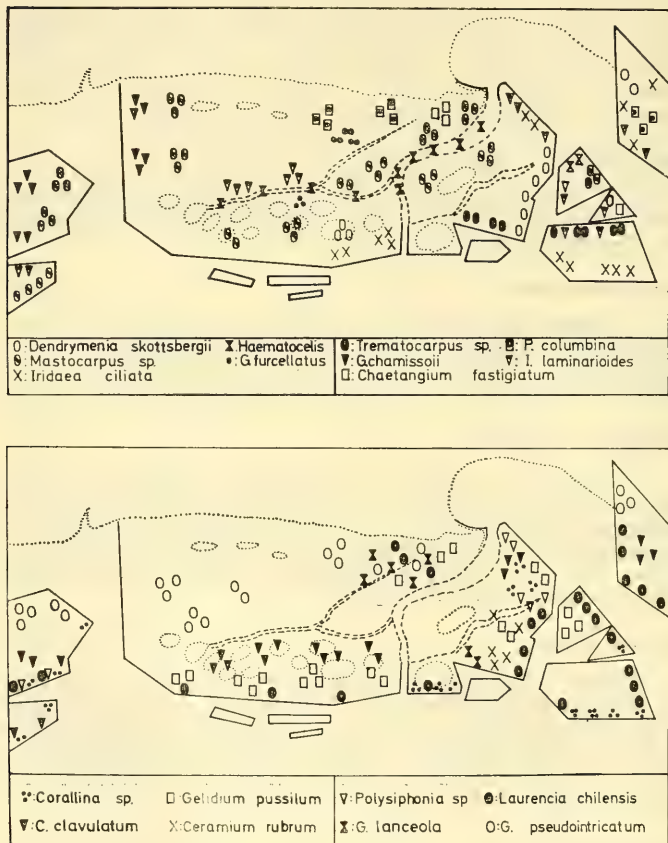 O:Dendrymenia skottsbergii :Haematocelis :Trematocarpus sp. :P. columbina
:Mastocarpus sp. :G.furcellatus :G.chamissoii :I. laminarioides
X:Iridaea ciliata :Chaetangium fastigiatum
:Corallina sp. :Gelidium pussilum :Polysiphonia sp :Laurencia chilensis
:C. clavulatum X:Ceramium rubrum :G. lanceola O:G. pseudointricatum